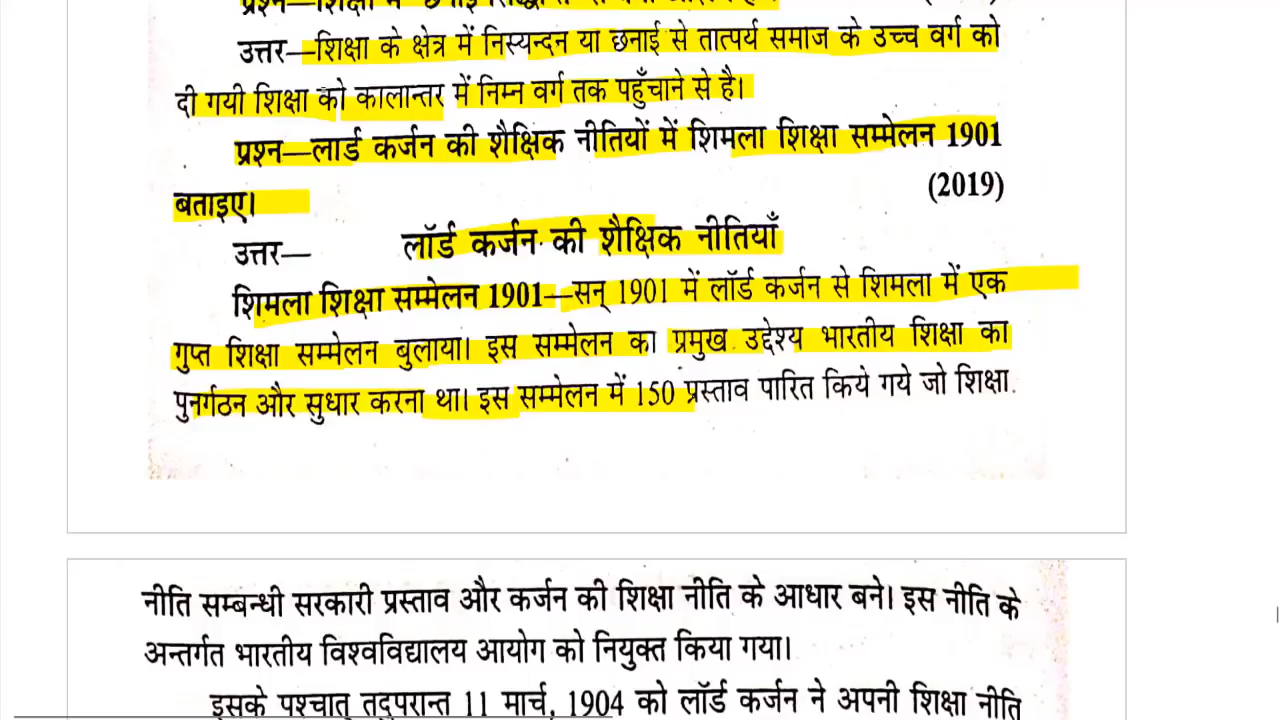 प्रश्न—शिक्षा में छनाई
उत्तर—शिक्षा के क्षेत्र में निस्यन्दन या छनाई से तात्पर्य समाज के उच्च वर्ग को
दी गयी शिक्षा को कालान्तर में निम्न वर्ग तक पहुँचाने से है।
प्रश्न—लार्ड कर्जन की शैक्षिक नीतियों में शिमला शिक्षा सम्मेलन 1901
बताइए। (2019)
उत्तर— लॉर्ड कर्जन की शैक्षिक नीतियाँ
शिमला शिक्षा सम्मेलन 1901—सन् 1901 में लॉर्ड कर्जन से शिमला में एक
गुप्त शिक्षा सम्मेलन बुलाया। इस सम्मेलन का प्रमुख उद्देश्य भारतीय शिक्षा का
पुनर्गठन और सुधार करना था। इस सम्मेलन में 150 प्रस्ताव पारित किये गये जो शिक्षा
नीति सम्बन्धी सरकारी प्रस्ताव और कर्जन की शिक्षा नीति के आधार बने। इस नीति के
अन्तर्गत भारतीय विश्वविद्यालय आयोग को नियुक्त किया गया।
इसके पश्चात् तदुपरान्त 11 मार्च, 1904 को लॉर्ड कर्जन ने अपनी शिक्षा नीति